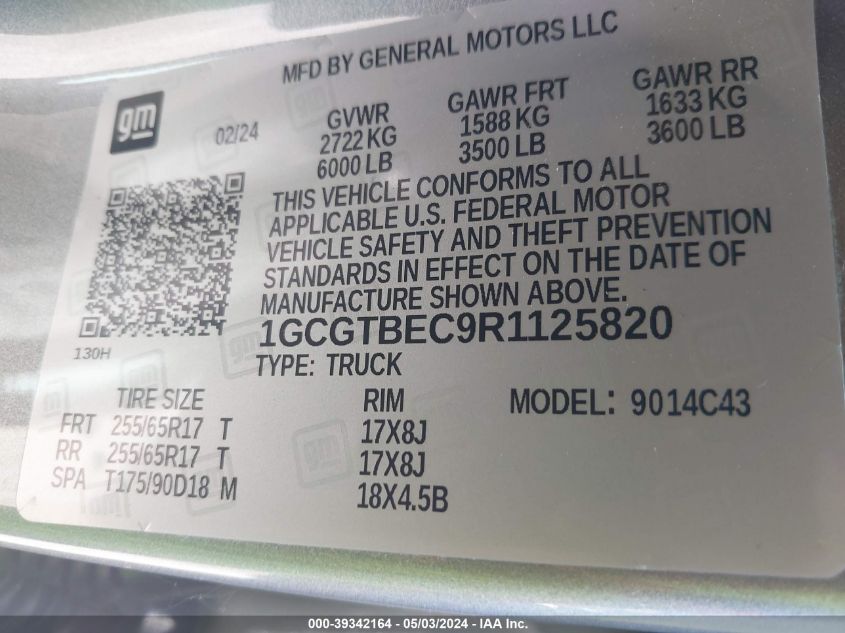 MFD BY GENERAL MOTORS LLC
gm
02/24
GVWR
2722 KG
6000 LB
GAWR FRT
1588 KG
3500 LB
GAWR RR
1633 KG
3600 LB
THIS VEHICLE CONFORMS TO ALL
APPLICABLE U.S. FEDERAL MOTOR
VEHICLE SAFETY AND THEFT PREVENTION
STANDARDS IN EFFECT ON THE DATE OF
MANUFACTURE SHOWN ABOVE.
130H
1GCGTBEC9R1125820
TYPE: TRUCK
TIRE SIZE RIM MODEL: 9014C43
FRT 255/65R17 T 17X8J
RR 255/65R17 T 17X8J
SPA T175/90D18 M 18X4.5B
000-39342164 - 05/03/2024 - IAA Inc.